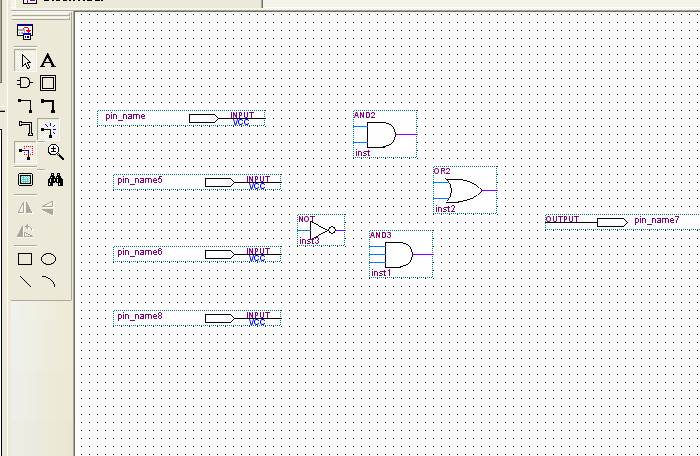 A
pin_name
INPUT
VCC
AND2
inst
pin_name5
INPUT
VCC
OR2
inst2
NOT
inst3
OUTPUT
pin_name7
AND3
inst1
pin_name6
INPUT
VCC
pin_name8
INPUT
VCC